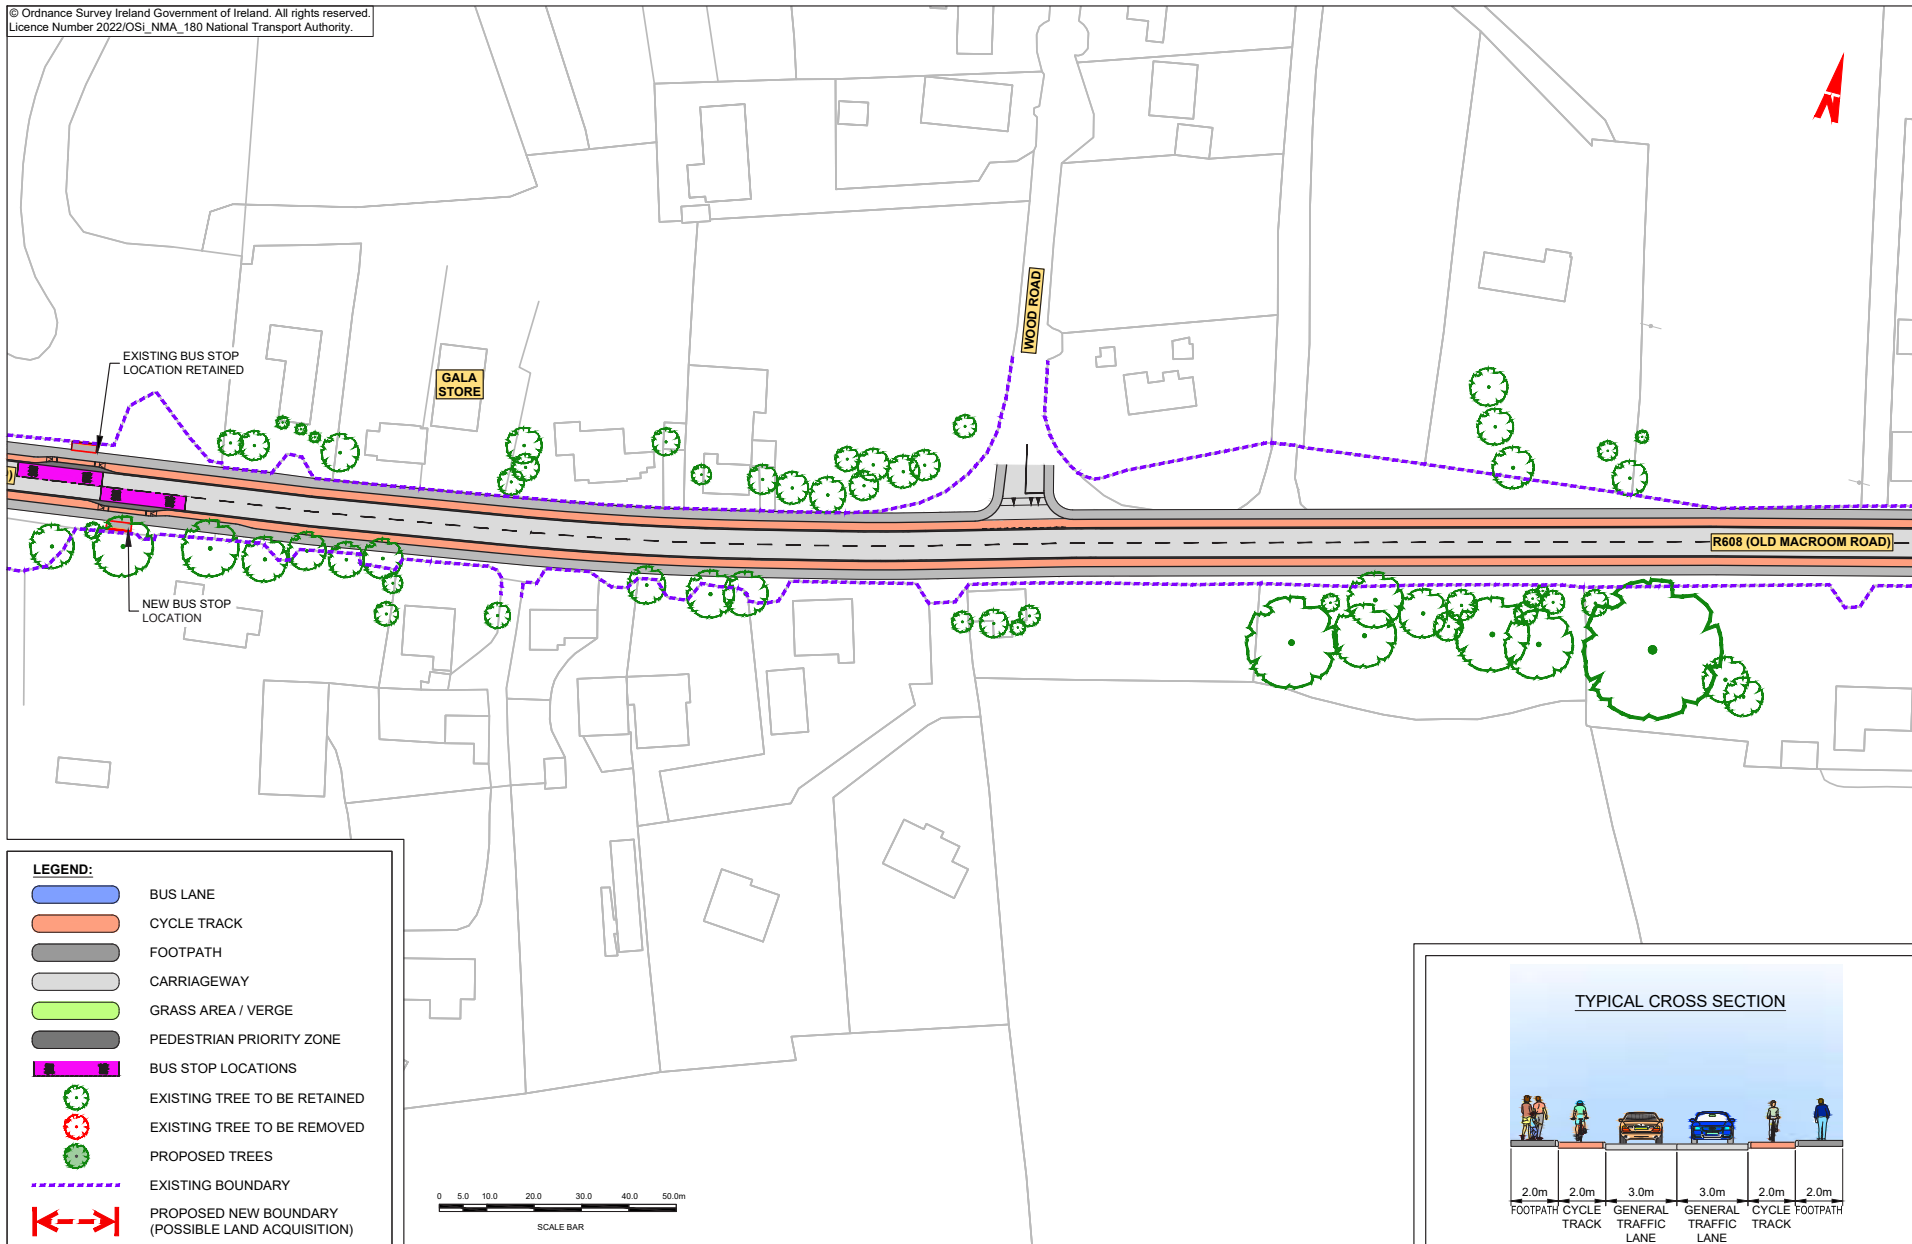 © Ordnance Survey Ireland Government of Ireland. All rights reserved.
Licence Number 2022/OSi_NMA_180 National Transport Authority.
N
WOOD ROAD
EXISTING BUS STOP
LOCATION RETAINED
GALA
STORE
R608 (OLD MACROOM ROAD)
NEW BUS STOP
LOCATION
LEGEND:
BUS LANE
CYCLE TRACK
FOOTPATH
CARRIAGEWAY
GRASS AREA / VERGE
PEDESTRIAN PRIORITY ZONE
BUS STOP LOCATIONS
EXISTING TREE TO BE RETAINED
EXISTING TREE TO BE REMOVED
PROPOSED TREES
EXISTING BOUNDARY
PROPOSED NEW BOUNDARY
(POSSIBLE LAND ACQUISITION)
0 5.0 10.0 20.0 30.0 40.0 50.0m
SCALE BAR
TYPICAL CROSS SECTION
2.0m 2.0m 3.0m 3.0m 2.0m 2.0m
FOOTPATH CYCLE GENERAL GENERAL CYCLE FOOTPATH
TRACK TRAFFIC TRAFFIC TRACK
LANE LANE